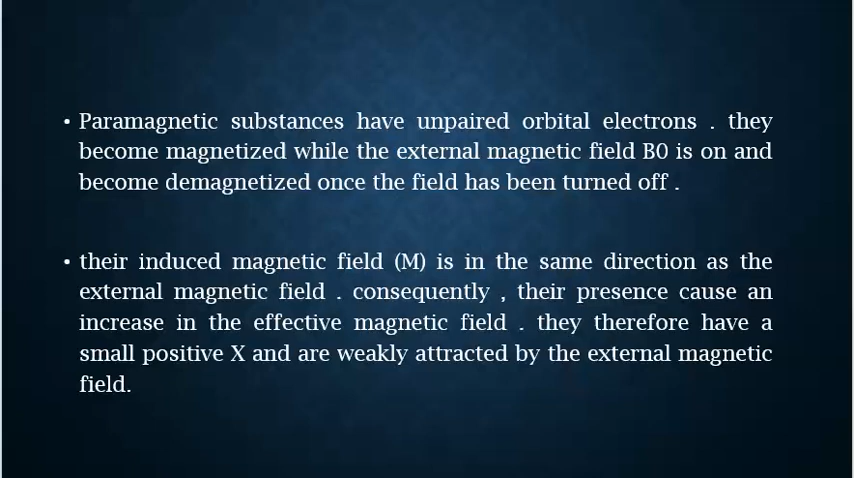 • Paramagnetic substances have unpaired orbital electrons . they
become magnetized while the external magnetic field B0 is on and
become demagnetized once the field has been turned off .
• their induced magnetic field (M) is in the same direction as the
external magnetic field . consequently , their presence cause an
increase in the effective magnetic field . they therefore have a
small positive X and are weakly attracted by the external magnetic
field.